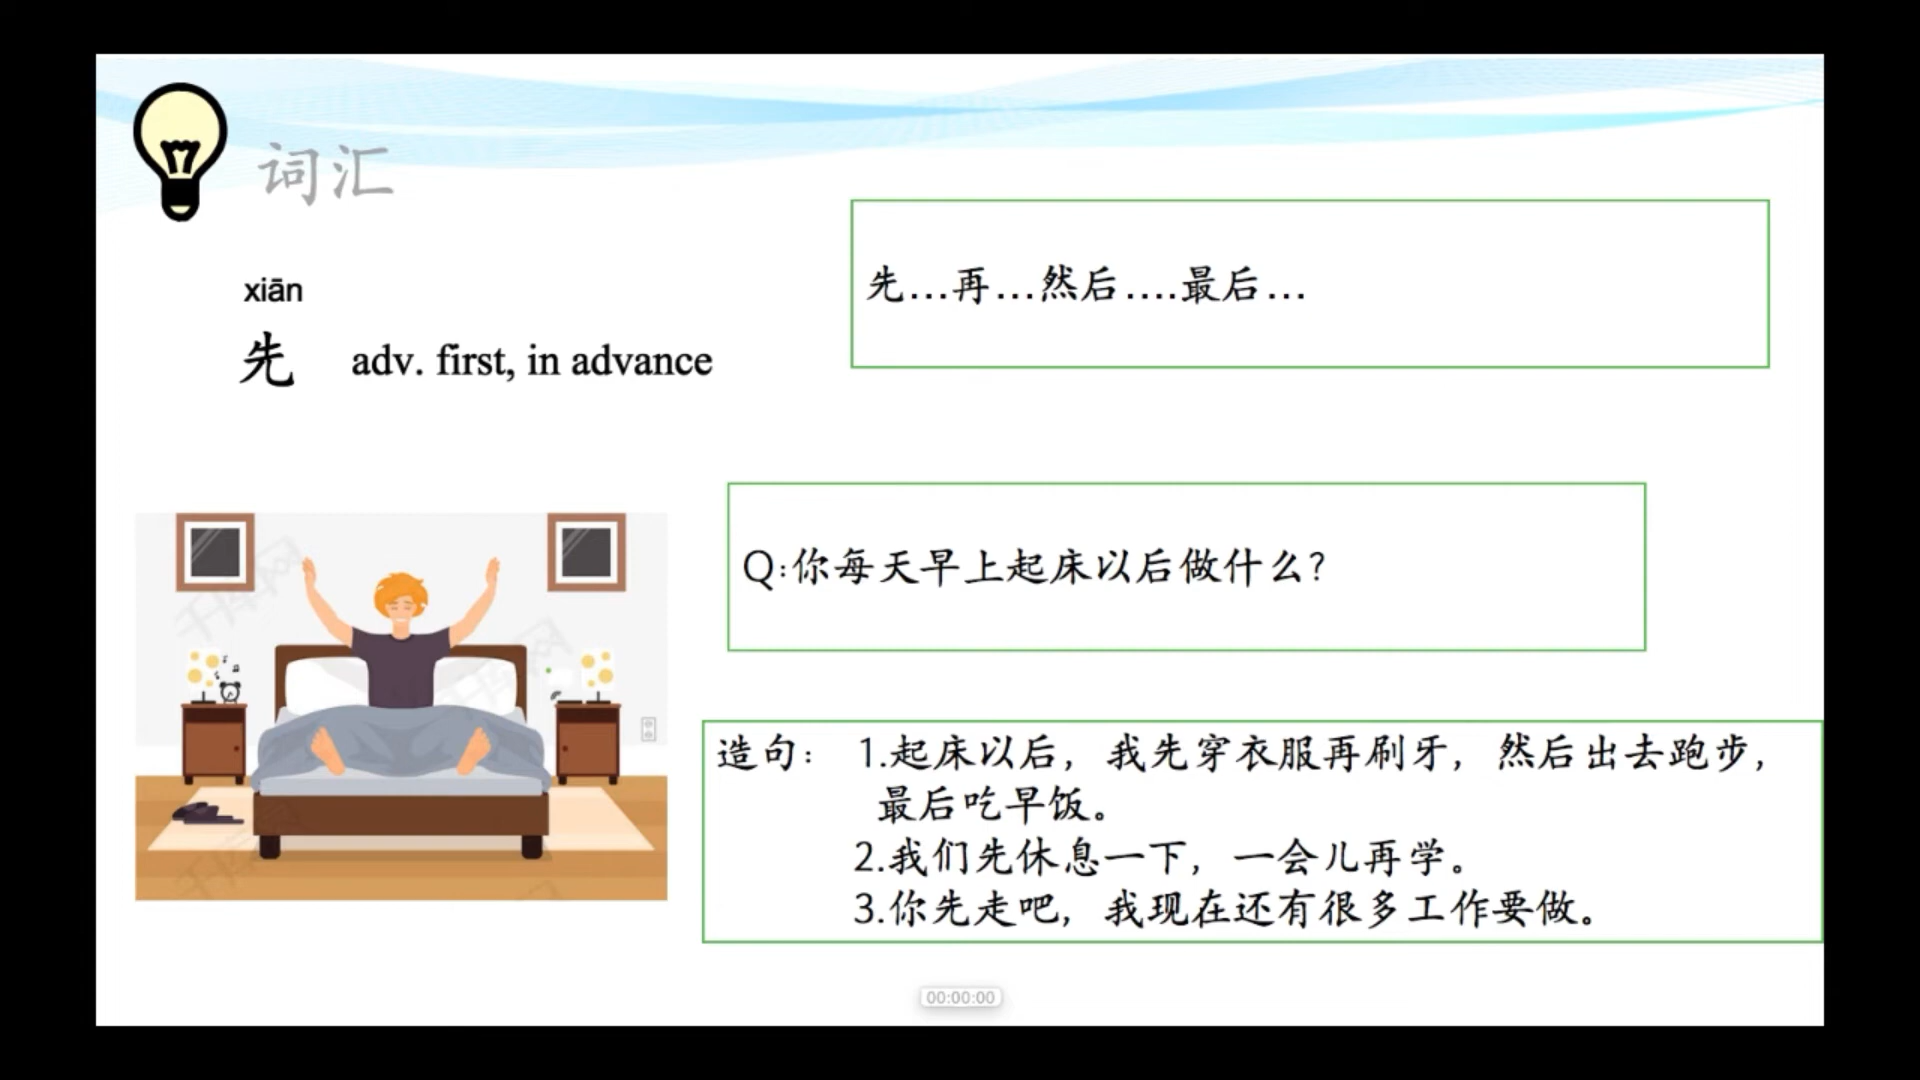 词汇
xiān
先 adv. first, in advance
先…再…然后….最后…
Q:你每天早上起床以后做什么?
造句： 1.起床以后，我先穿衣服再刷牙，然后出去跑步，
最后吃早饭。
2.我们先休息一下，一会儿再学。
3.你先走吧，我现在还有很多工作要做。
千库网
00:00:00